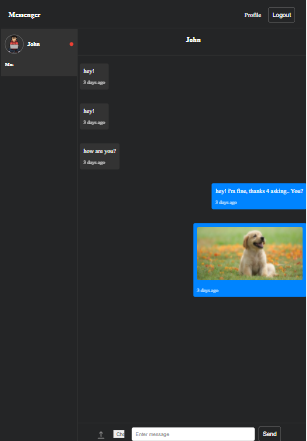 Messenger
Profile
Logout
John
Me:
John
hey!
3 days ago
hey!
3 days ago
how are you?
3 days ago
hey! i'm fine, thanks 4 asking.. You?
3 days ago
3 days ago
Enter message
Send